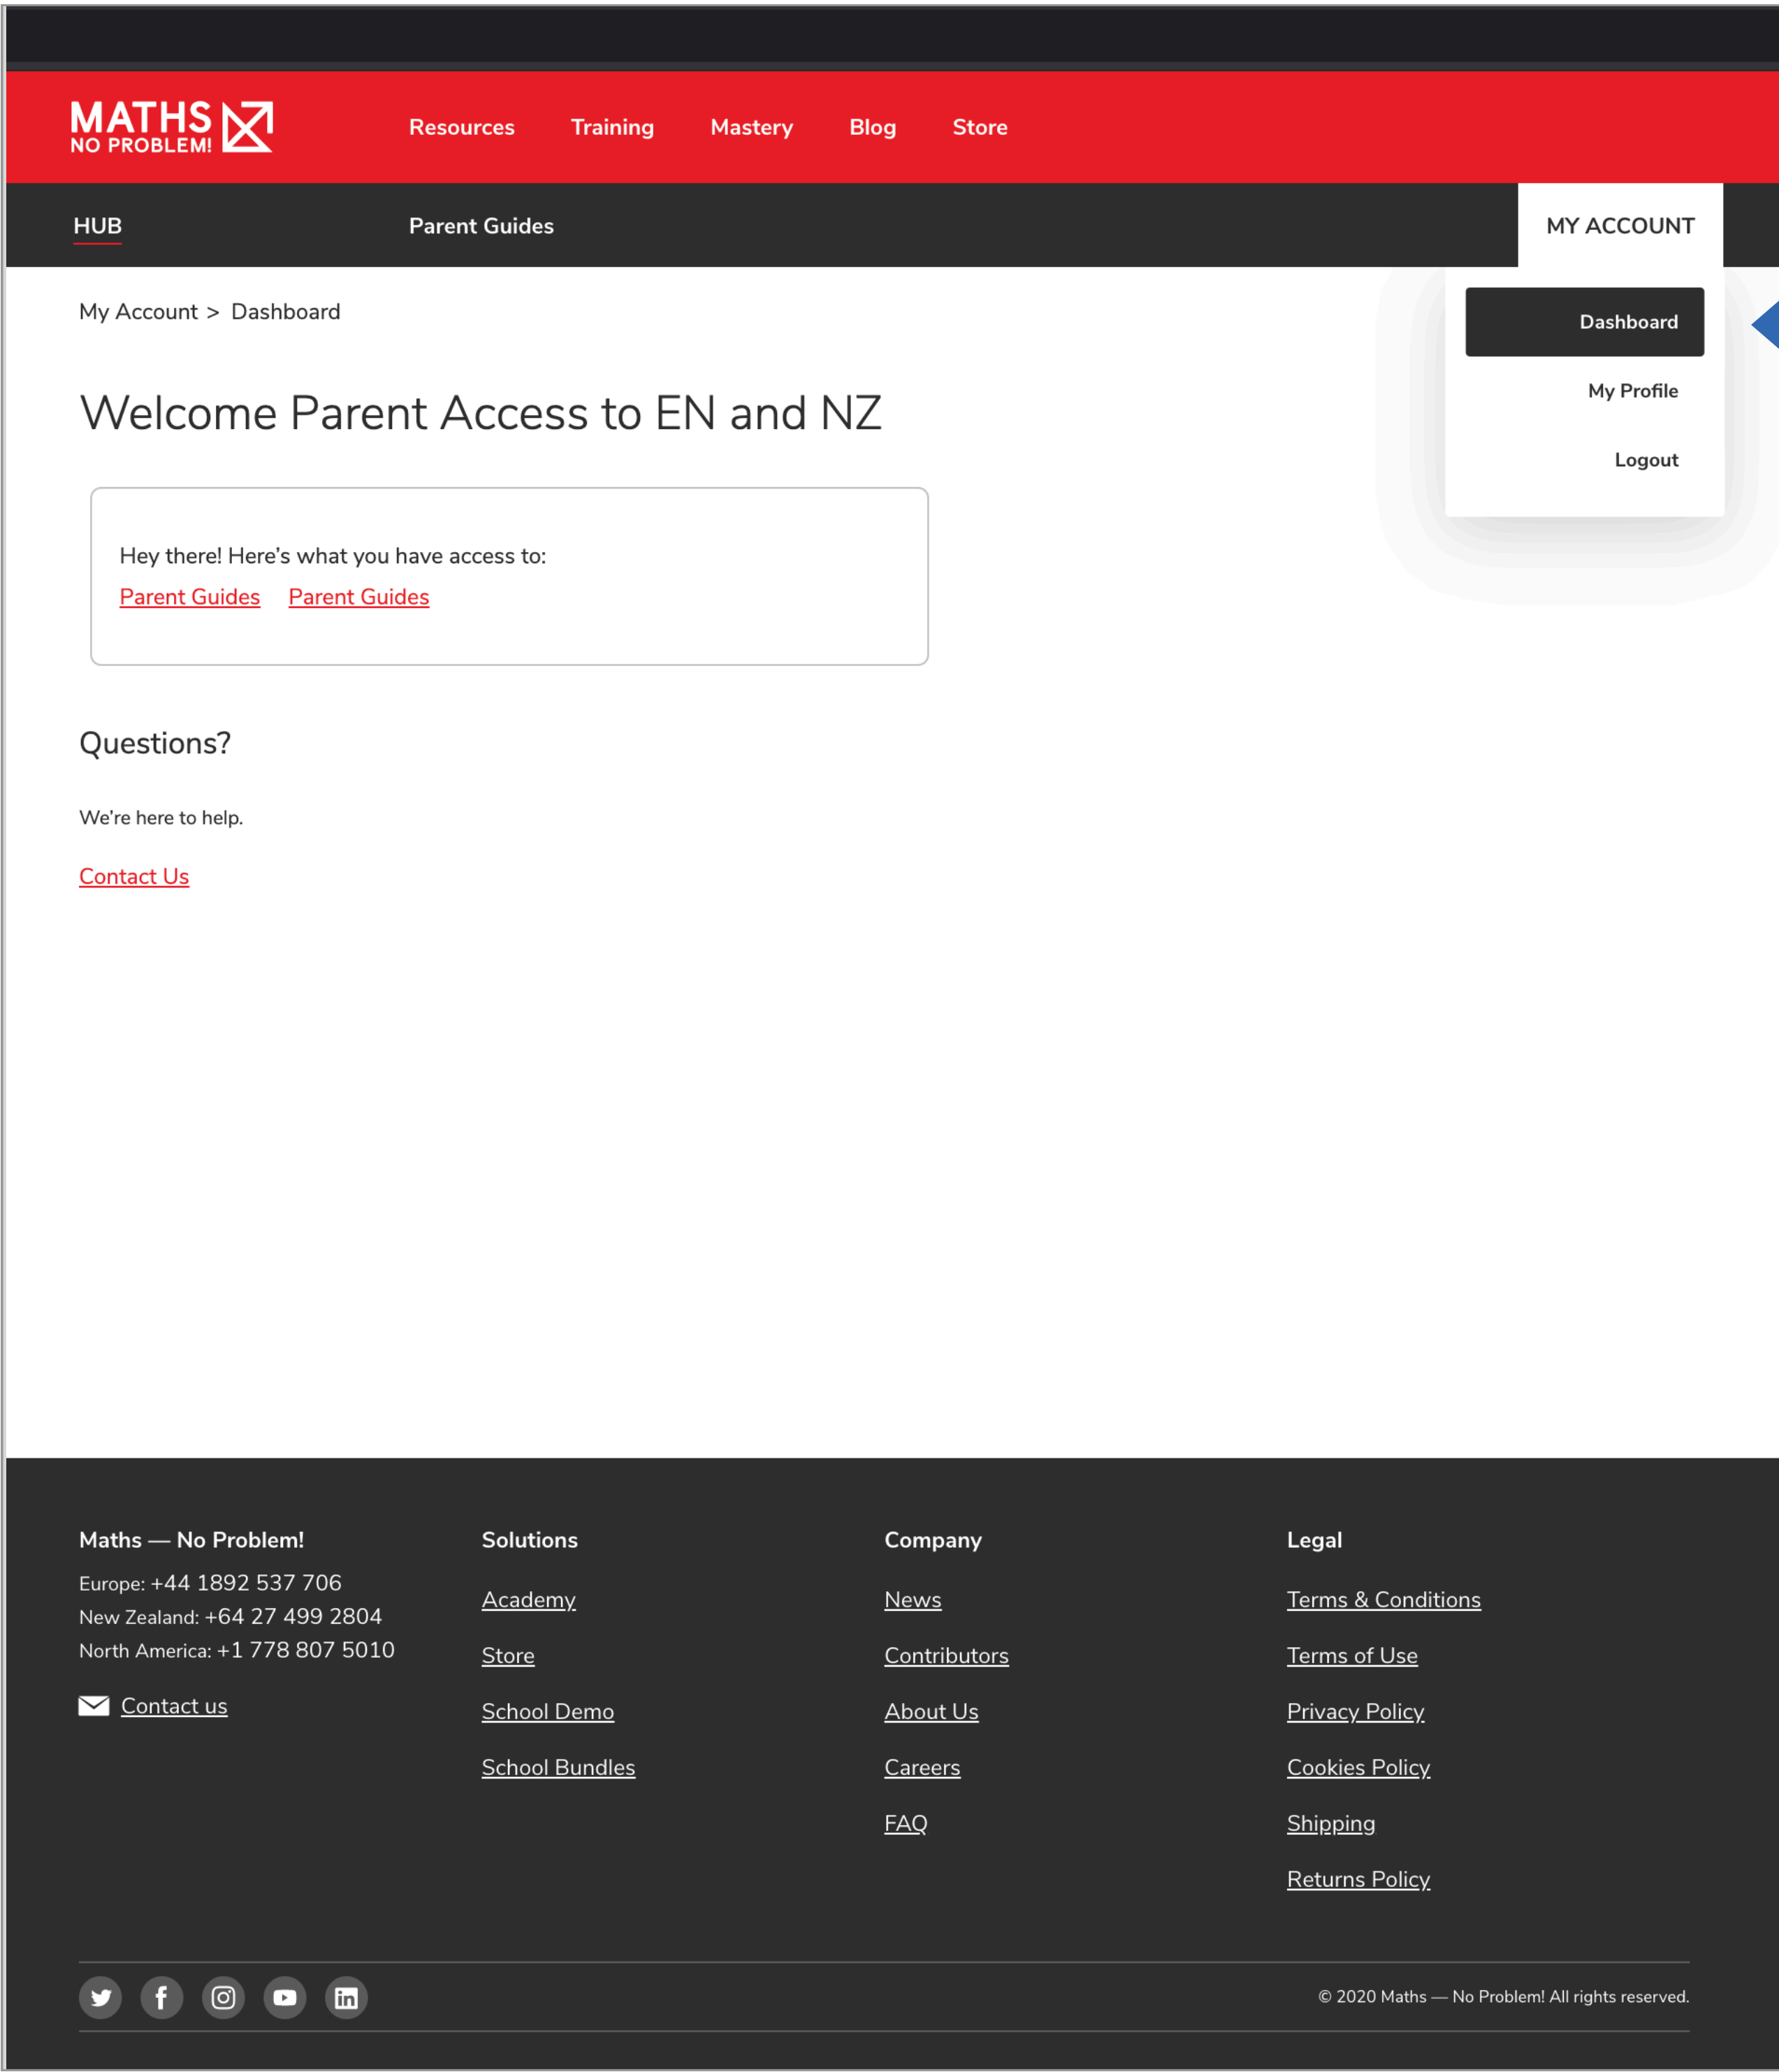 MATHS
NO PROBLEM!
Resources Training Mastery Blog Store
HUB Parent Guides MY ACCOUNT
My Account > Dashboard
Dashboard
My Profile
Logout
Welcome Parent Access to EN and NZ
Hey there! Here’s what you have access to:
Parent Guides Parent Guides
Questions?
We’re here to help.
Contact Us
Maths — No Problem!
Europe: +44 1892 537 706
New Zealand: +64 27 499 2804
North America: +1 778 807 5010
Contact us
Solutions
Academy
Store
School Demo
School Bundles
Company
News
Contributors
About Us
Careers
FAQ
Legal
Terms & Conditions
Terms of Use
Privacy Policy
Cookies Policy
Shipping
Returns Policy
© 2020 Maths — No Problem! All rights reserved.